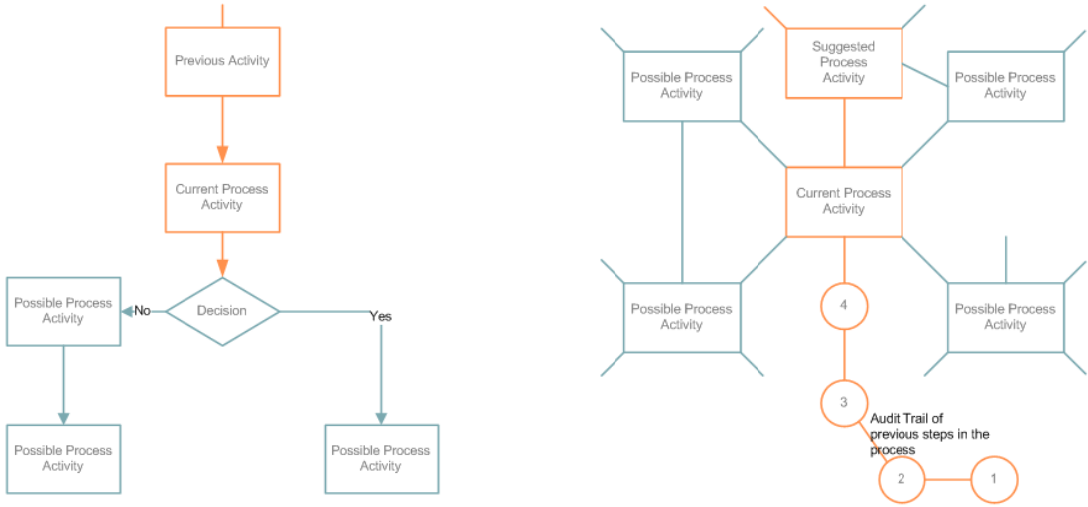 Previous Activity
Current Process
Activity
Decision
No
Yes
Possible Process
Activity
Possible Process
Activity
Possible Process
Activity
Suggested
Process
Activity
Possible Process
Activity
Possible Process
Activity
Current Process
Activity
Possible Process
Activity
Possible Process
Activity
4
3
Audit Trail of
previous steps in the
process
2
1